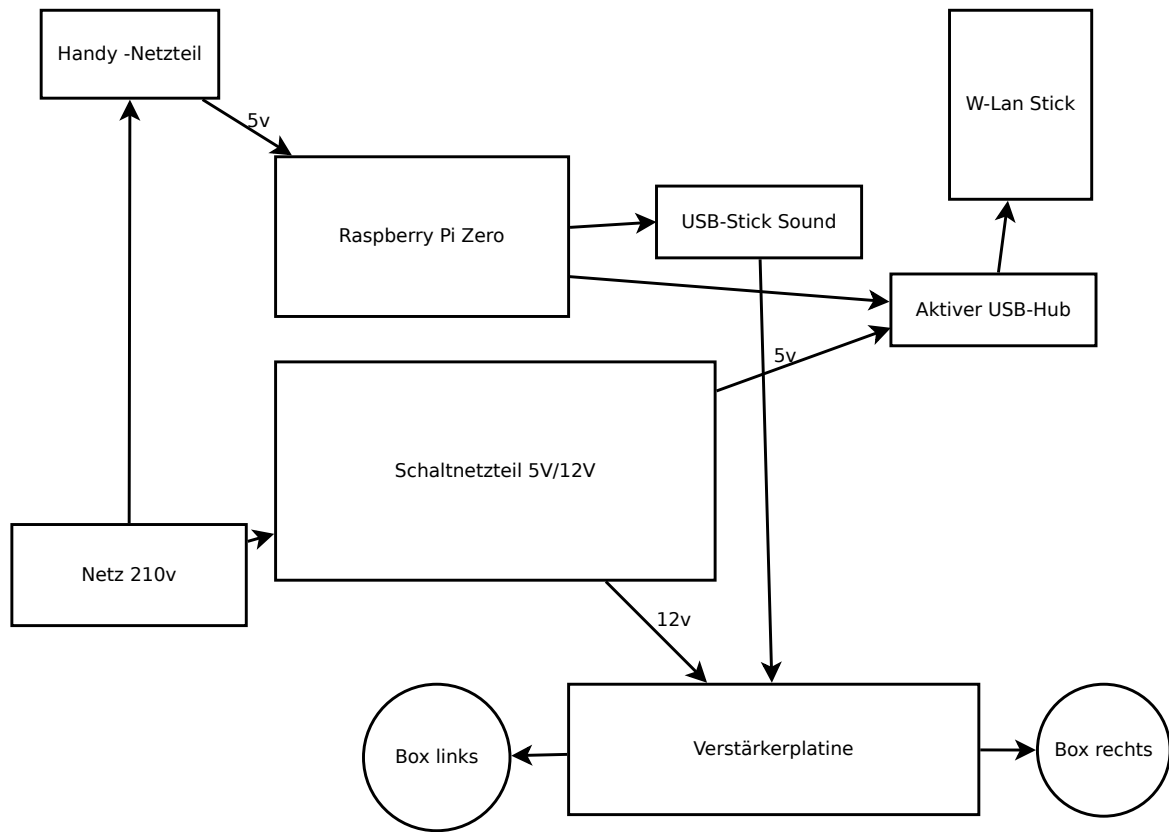 Handy -Netzteil
W-Lan Stick
5v
Raspberry Pi Zero
USB-Stick Sound
Aktiver USB-Hub
5v
Schaltnetzteil 5V/12V
Netz 210v
12v
Box links
Verstärkerplatine
Box rechts